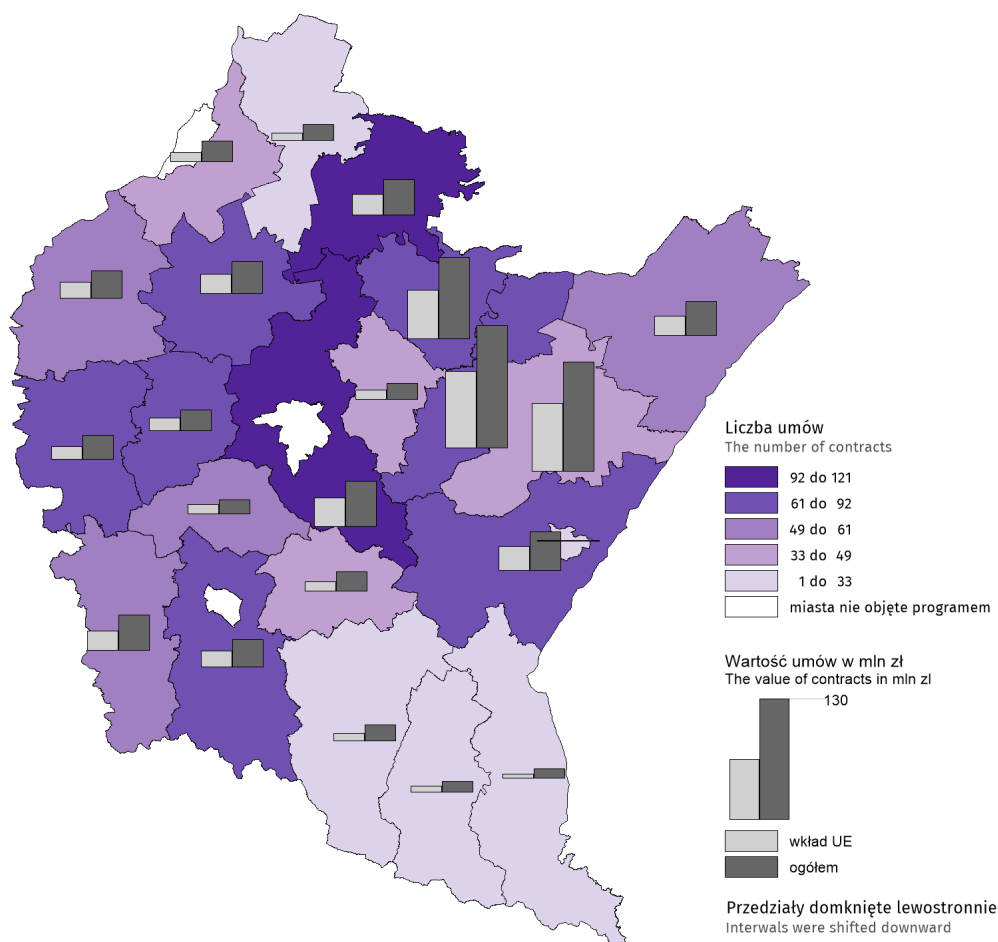 Liczba umów
The number of contracts
92 do 121
61 do 92
49 do 61
33 do 49
1 do 33
miasta nie objęte programem
Wartość umów w mln zł
The value of contracts in mln zl
130
wkład UE
ogółem
Przedziały domknięte lewostronnie
Interwals were shifted downward